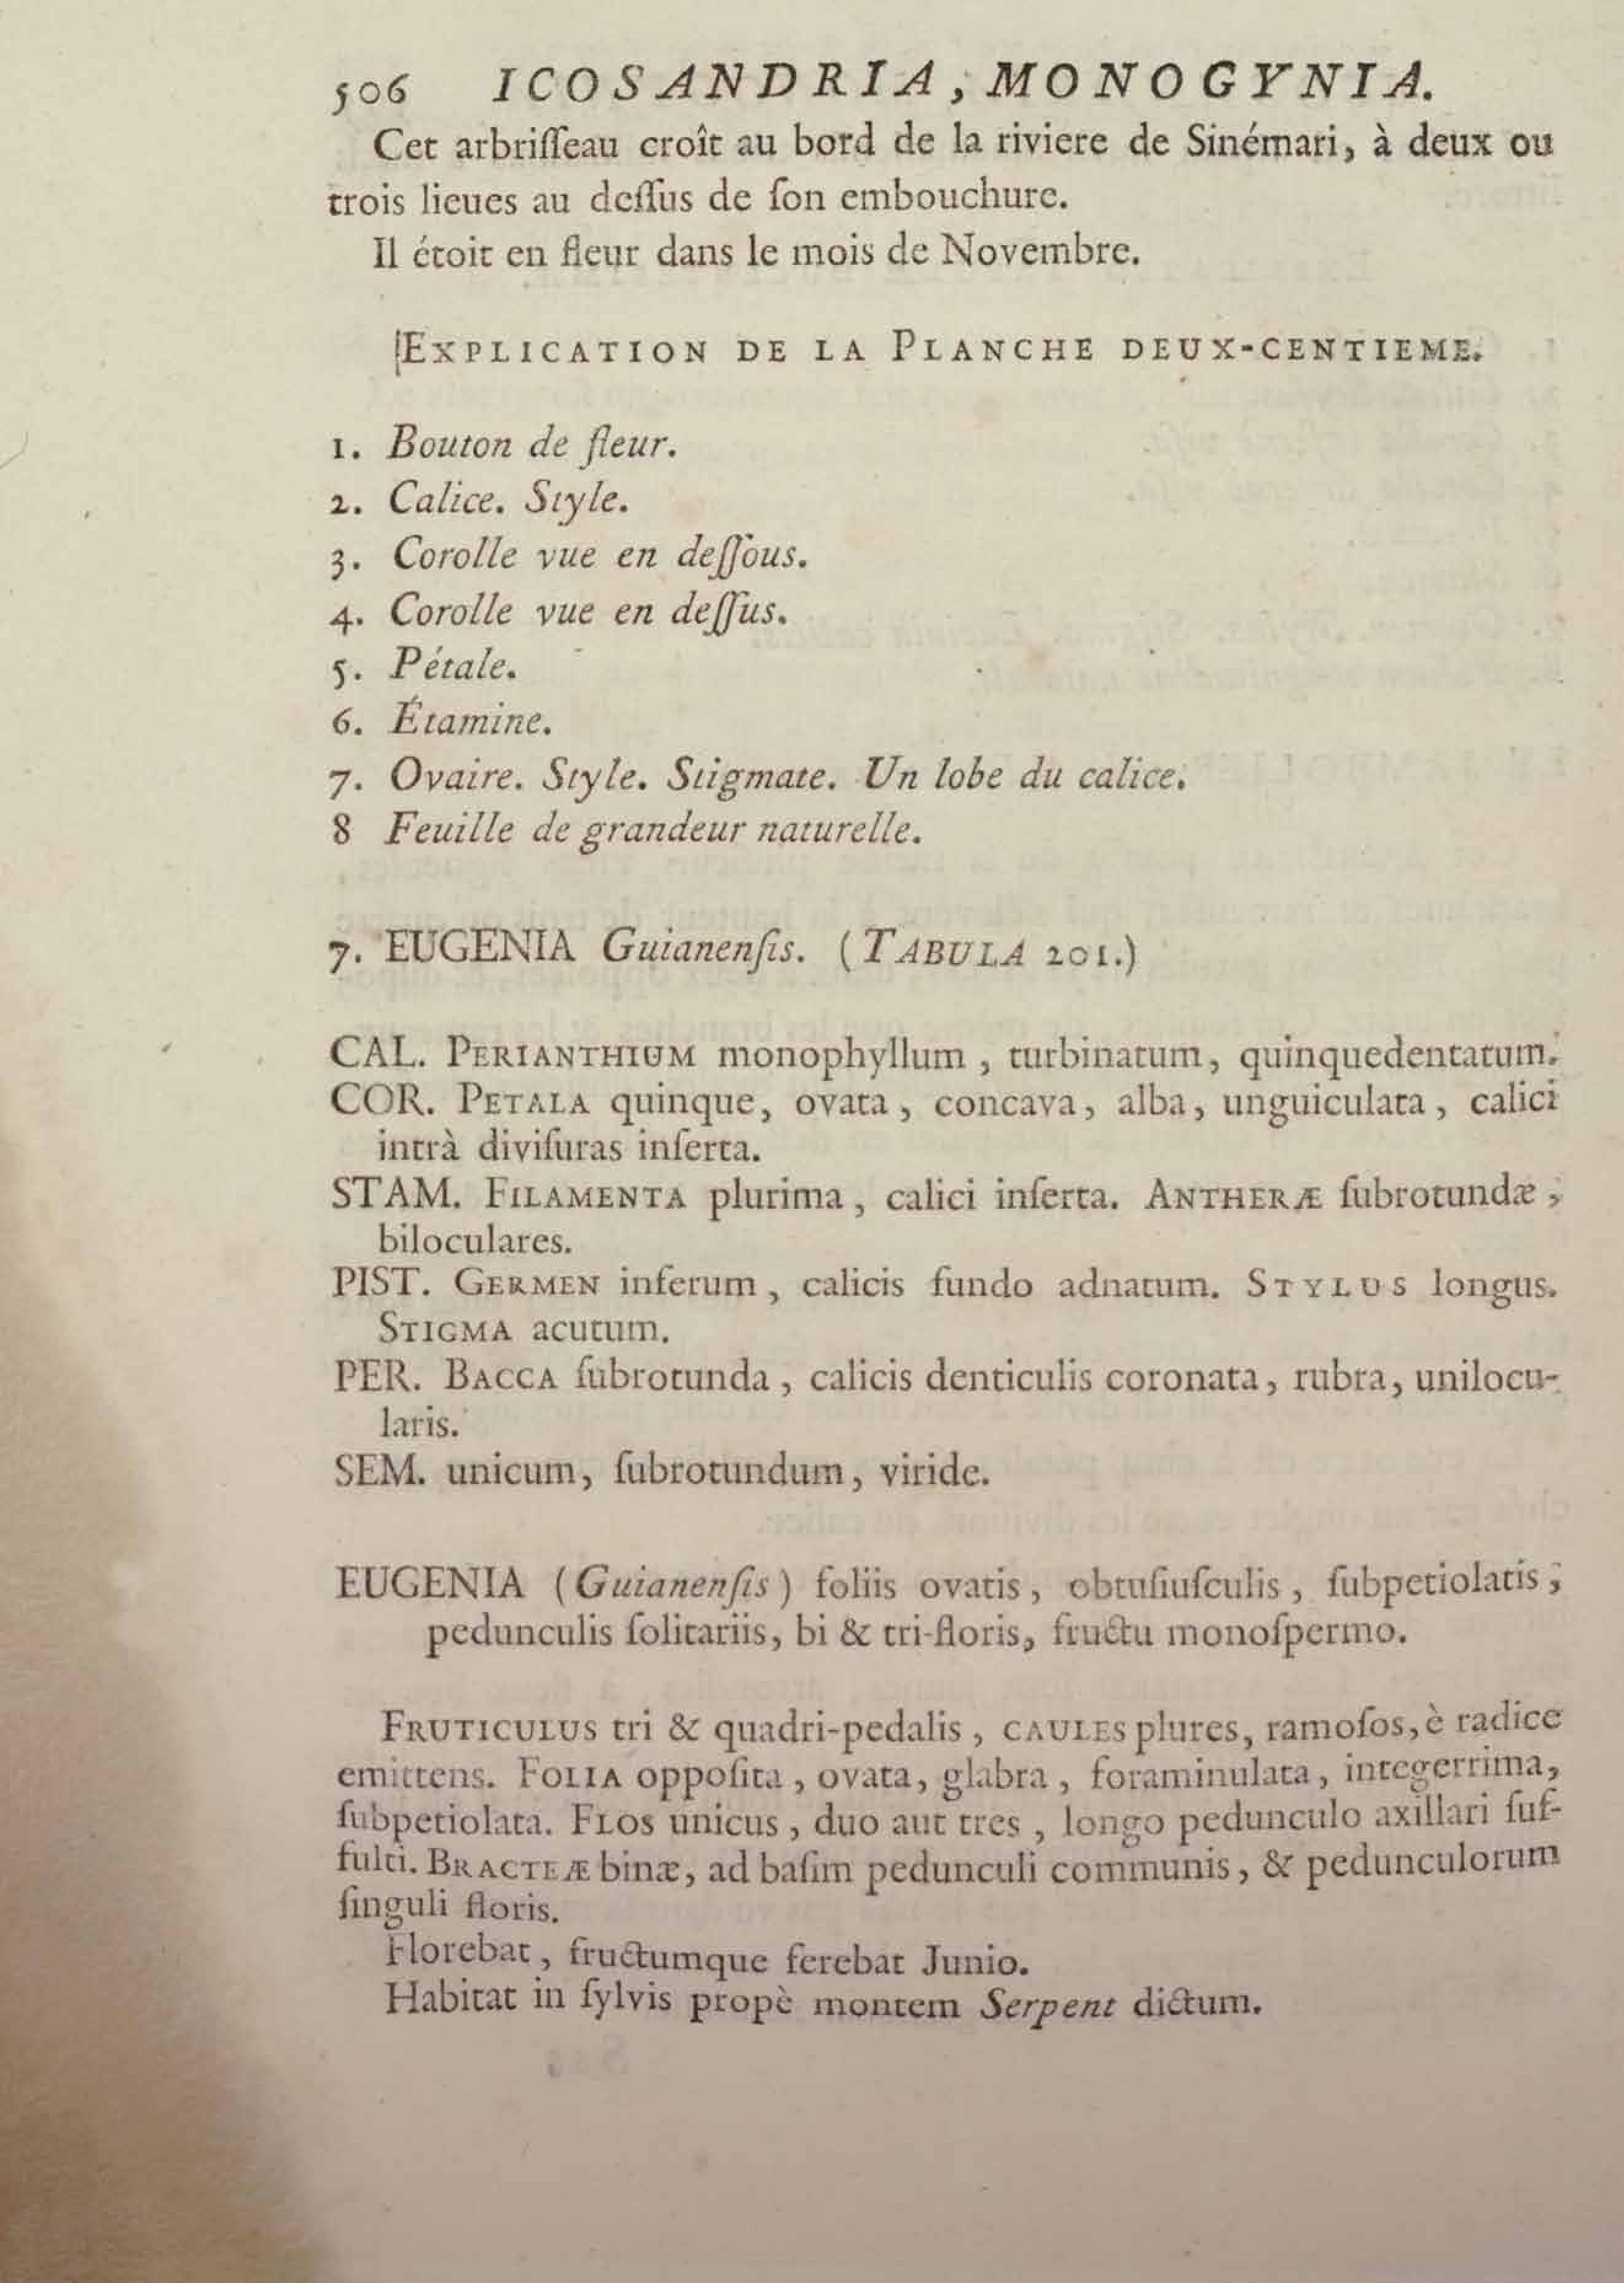 506 ICOSANDRIA, MONOGYNIA.
Cet arbriſſeau croît au bord de la riviere de Sinémari, à deux ou
trois lieues au deſſus de ſon embouchure.
Il étoit en fleur dans le mois de Novembre.
EXPLICATION DE LA PLANCHE DEUX-CENTIEME.
1. Bouton de fleur.
2. Calice. Style.
3. Corolle vue en deſſous.
4. Corolle vue en deſſus.
5. Pétale.
6. Étamine.
7. Ovaire. Style. Stigmate. Un lobe du calice.
8 Feuille de grandeur naturelle.
7. EUGENIA Guianenſis. (TABULA 201.)
CAL. PERIANTHIUM monophyllum, turbinatum, quinquedentatum.
COR. PETALA quinque, ovata, concava, alba, unguiculata, calici
intrà diviſuras inſerta.
STAM. FILAMENTA plurima, calici inſerta. ANTHERÆ ſubrotundæ,
biloculares.
PIST. GERMEN inferum, calicis fundo adnatum. STYLUS longus.
STIGMA acutum.
PER. BACCA ſubrotunda, calicis denticulis coronata, rubra, unilocu-
laris.
SEM. unicum, ſubrotundum, viride.
EUGENIA (Guianenſis) foliis ovatis, obtuſiuſculis, ſubpetiolatis;
pedunculis ſolitariis, bi & tri-floris, fructu monoſpermo.
FRUTICULUS tri & quadri-pedalis, CAULES plures, ramoſos, è radice
emittens. FOLIA oppoſita, ovata, glabra, foraminulata, integerrima,
ſubpetiolata. FLOS unicus, duo aut tres, longo pedunculo axillari ſuf-
fulti. BRACTEÆ binæ, ad baſim pedunculi communis, & pedunculorum
ſinguli floris.
Florebat, fructumque ferebat Junio.
Habitat in ſylvis propè montem Serpent dictum.